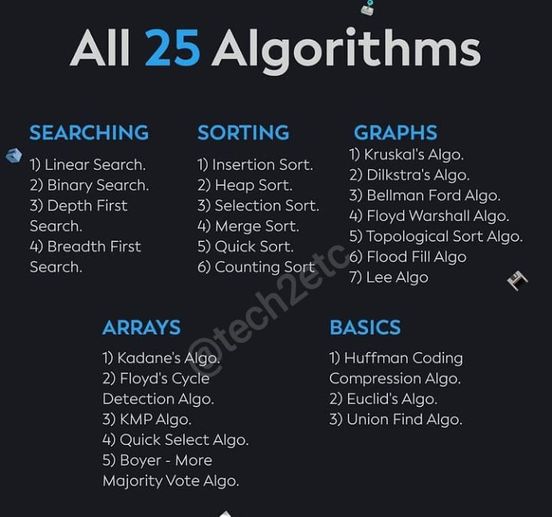 All 25 Algorithms
SEARCHING
1) Linear Search.
2) Binary Search.
3) Depth First
Search.
4) Breadth First
Search.
SORTING
1) Insertion Sort.
2) Heap Sort.
3) Selection Sort.
4) Merge Sort.
5) Quick Sort.
6) Counting Sort
GRAPHS
1) Kruskal's Algo.
2) Dilkstra's Algo.
3) Bellman Ford Algo.
4) Floyd Warshall Algo.
5) Topological Sort Algo.
6) Flood Fill Algo
7) Lee Algo
ARRAYS
1) Kadane's Algo.
2) Floyd's Cycle
Detection Algo.
3) KMP Algo.
4) Quick Select Algo.
5) Boyer - More
Majority Vote Algo.
BASICS
1) Huffman Coding
Compression Algo.
2) Euclid's Algo.
3) Union Find Algo.
@tech2etc